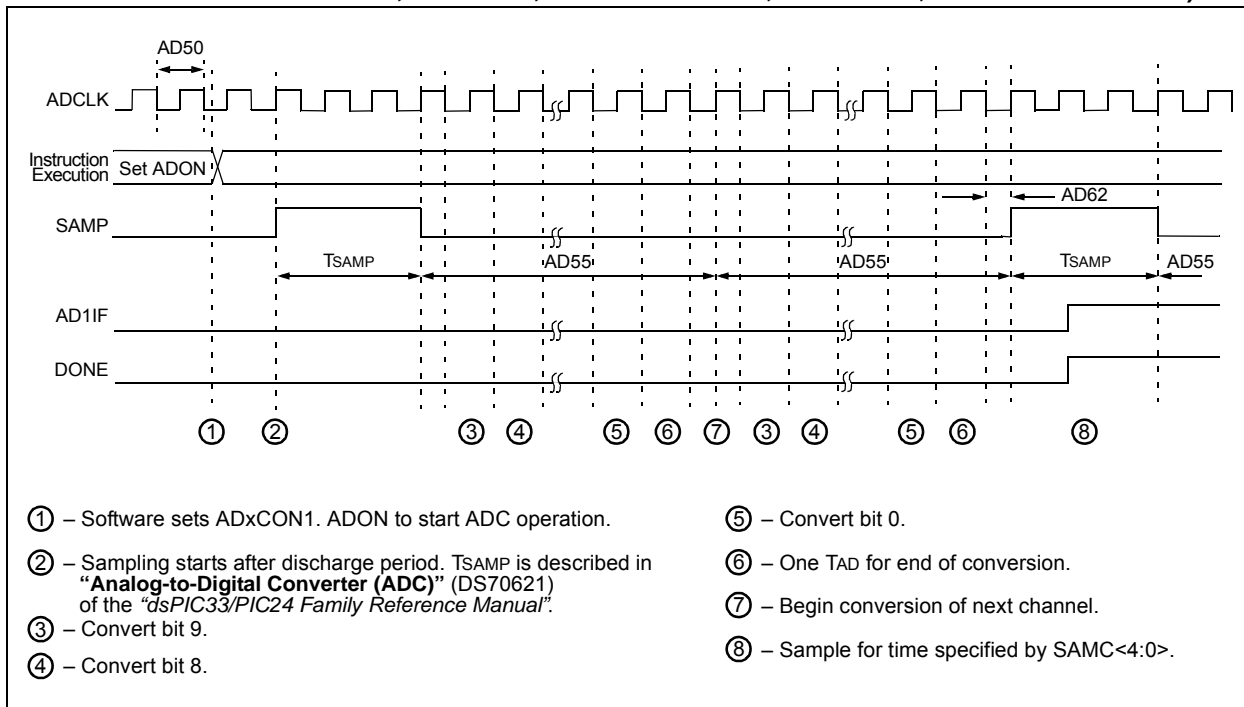 AD50
ADCLK
Instruction
Execution
Set ADON
AD62
SAMP
TSAMP
AD55
AD55
TSAMP
AD55
AD1IF
DONE
1
2
3
4
5
6
7
3
4
5
6
8
1 – Software sets ADxCON1. ADON to start ADC operation.
2 – Sampling starts after discharge period. TSAMP is described in
“Analog-to-Digital Converter (ADC)” (DS70621)
of the “dsPIC33/PIC24 Family Reference Manual”.
3 – Convert bit 9.
4 – Convert bit 8.
5 – Convert bit 0.
6 – One TAD for end of conversion.
7 – Begin conversion of next channel.
8 – Sample for time specified by SAMC<4:0>.